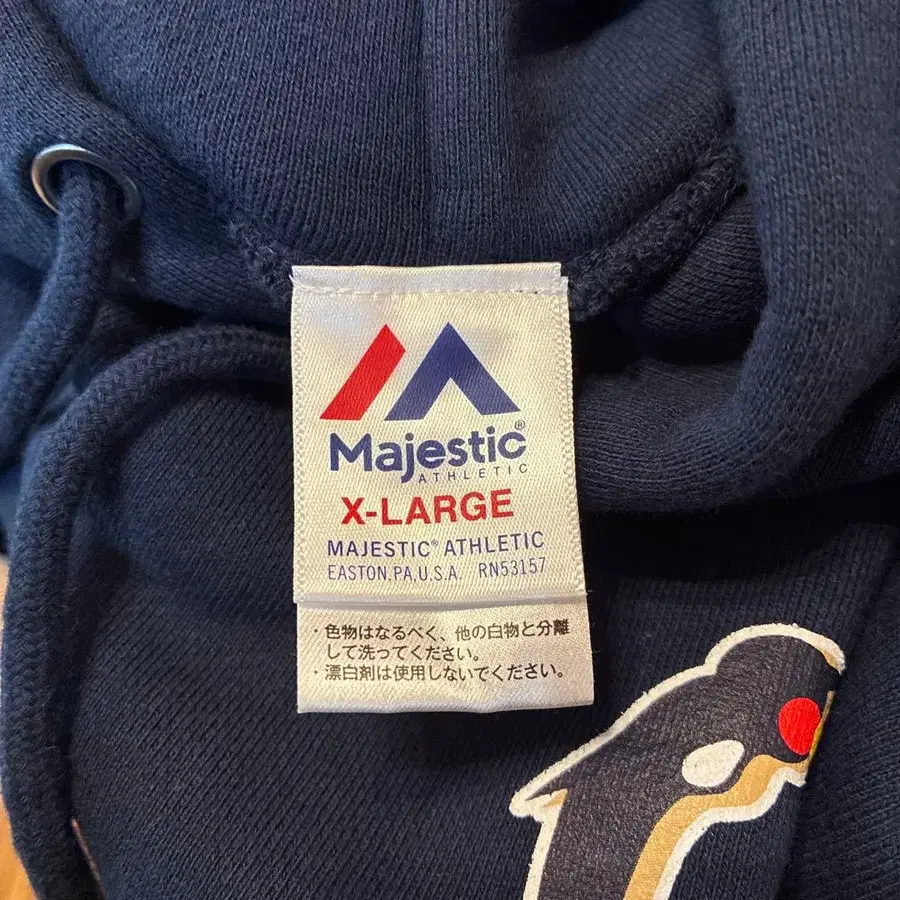 Majestic®
ATHLETIC
X-LARGE
MAJESTIC® ATHLETIC
EASTON.PA,U.S.A. RN53157
・色物はなるべく、他の白物と分離
して洗ってください。
・漂白剤は使用しないでください。